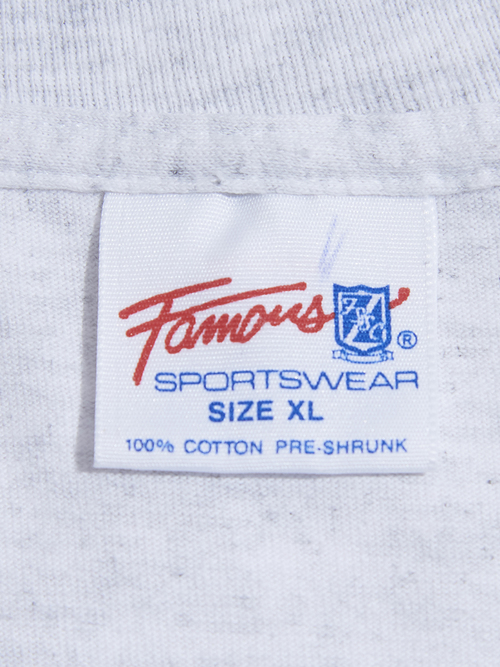 Famous
®
SPORTSWEAR
SIZE XL
100% COTTON PRE-SHRUNK